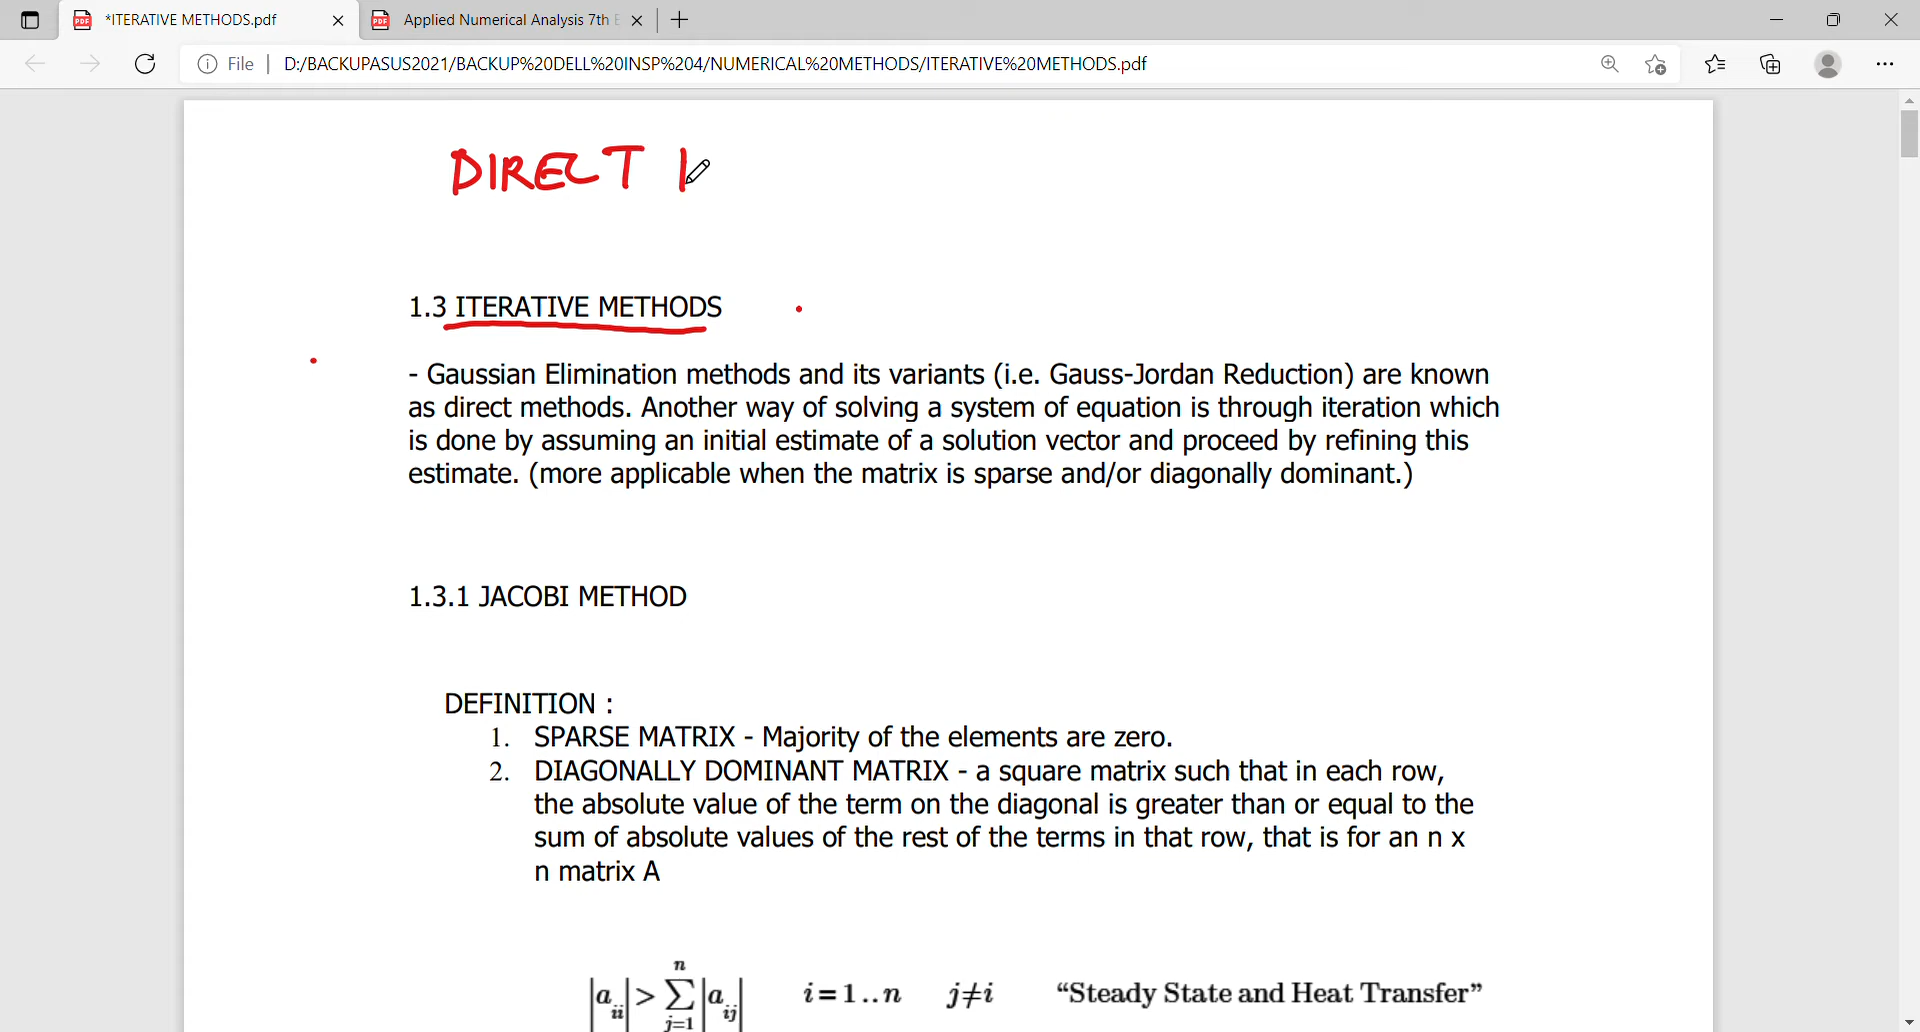 *ITERATIVE METHODS.pdf
Applied Numerical Analysis 7th E
File | D:/BACKUPASUS2021/BACKUP%20DELL%20INSP%204/NUMERICAL%20METHODS/ITERATIVE%20METHODS.pdf
DIRECT
1.3 ITERATIVE METHODS
- Gaussian Elimination methods and its variants (i.e. Gauss-Jordan Reduction) are known
as direct methods. Another way of solving a system of equation is through iteration which
is done by assuming an initial estimate of a solution vector and proceed by refining this
estimate. (more applicable when the matrix is sparse and/or diagonally dominant.)
1.3.1 JACOBI METHOD
DEFINITION :
1. SPARSE MATRIX - Majority of the elements are zero.
2. DIAGONALLY DOMINANT MATRIX - a square matrix such that in each row,
the absolute value of the term on the diagonal is greater than or equal to the
sum of absolute values of the rest of the terms in that row, that is for an n x
n matrix A
|a_ii| > ∑_{j=1}^{n} |a_ij| i=1..n j≠i “Steady State and Heat Transfer”